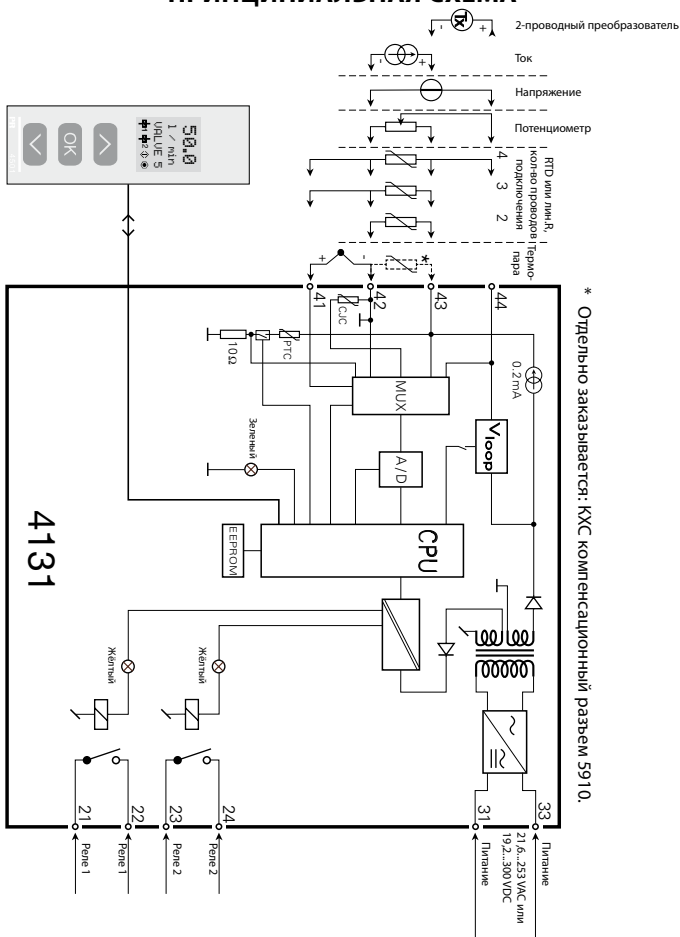 ПРИНЦИПИАЛЬНАЯ СХЕМА
2-проводный преобразователь
Tx
- +
Ток
- +
Напряжение
Потенциометр
RTD или лин.R,
кол-во проводов
подключения
4 3 2
Термо-
пара
+ - *
41 42 43 44
* Отдельно заказывается: КХС компенсационный разъем 5910.
50.0
l / min
VALVE 5
1 2
OK
CJC
PTC
10Ω
0.2mA
MUX
Vloop
A/D
Зеленый
CPU
EEPROM
4131
Жёлтый
Жёлтый
21 22 23 24 31 33
Реле 1
Реле 1
Реле 2
Реле 2
Питание
Питание
21,6...253 VAC или
19,2...300 VDC